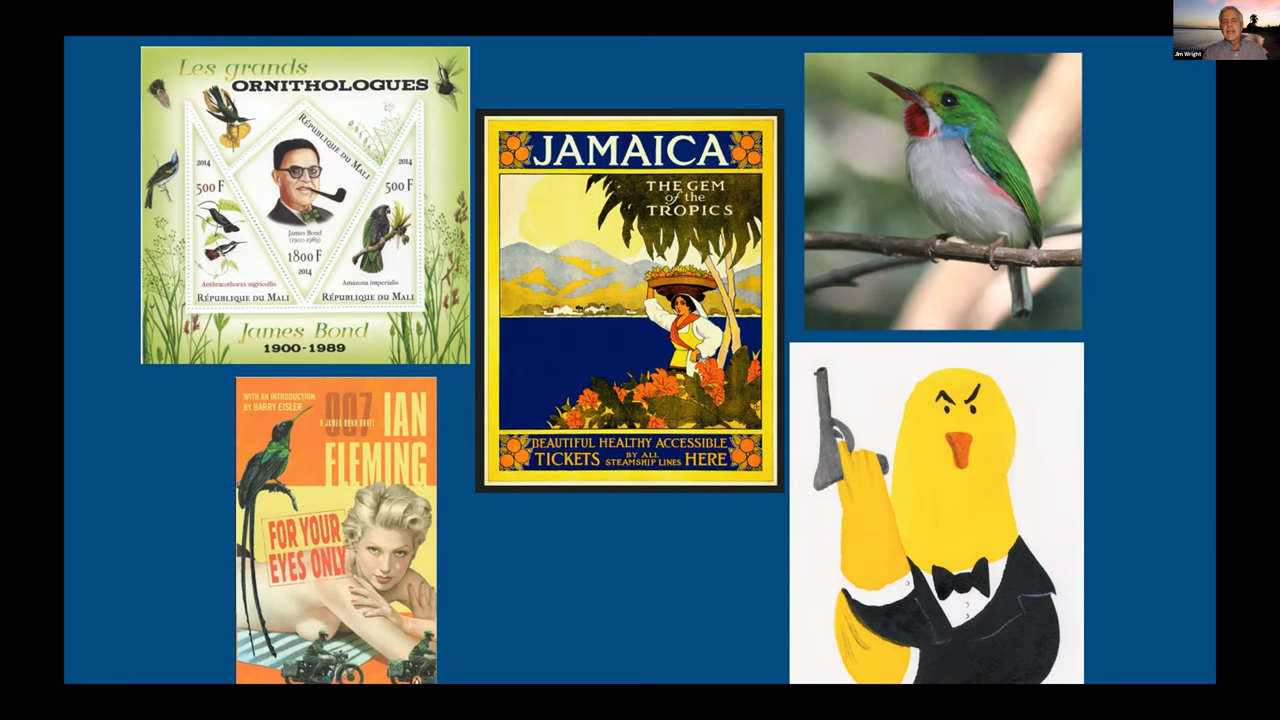 Les grands
ORNITHOLOGUES
RÉPUBLIQUE DU MALI
2014
500 F
2014
500 F
James Bond
(1900-1989)
1800 F
2014
Anthracothorax nigricollis
Amazona imperialis
RÉPUBLIQUE DU MALI
RÉPUBLIQUE DU MALI
James Bond
1900-1989
JAMAICA
THE GEM
of the
TROPICS
BEAUTIFUL HEALTHY ACCESSIBLE
TICKETS BY ALL STEAMSHIP LINES HERE
WITH AN INTRODUCTION
BY BARRY EISLER
007
A JAMES BOND NOVEL
IAN
FLEMING
FOR YOUR
EYES ONLY
Jim Wright